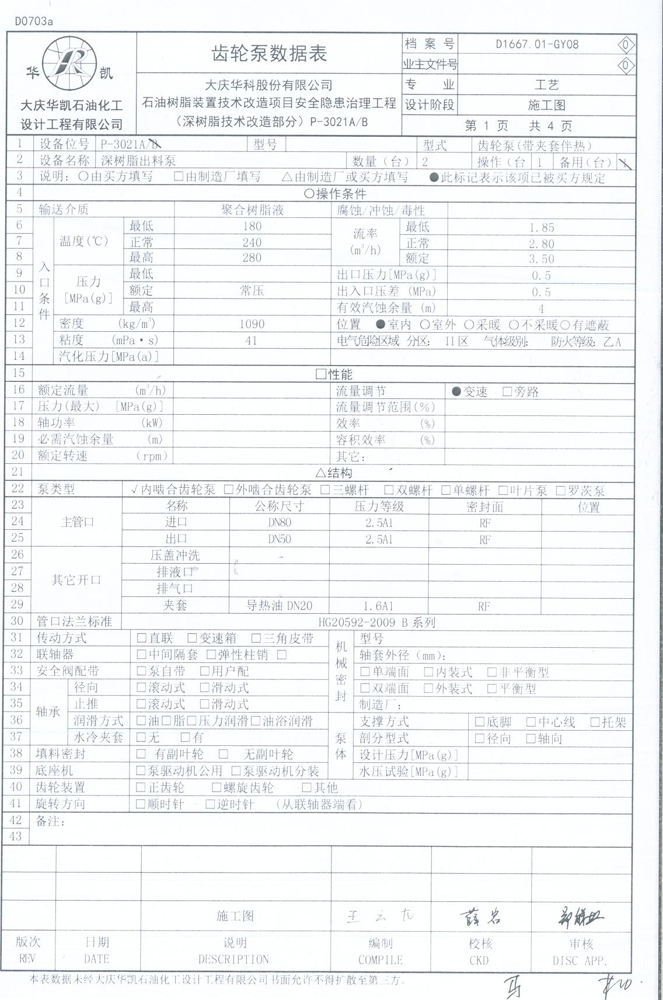 D0703a
华 凯
大庆华凯石油化工
设计工程有限公司
齿轮泵数据表
大庆华科股份有限公司
石油树脂装置技术改造项目安全隐患治理工程
（深树脂技术改造部分）P-3021A/B
档案号 D1667.01-GY08 0
业主文件号 0
专 业 工艺
设计阶段 施工图
第 1 页 共 4 页
1 设备位号 P-3021A/B 型号 型式 齿轮泵(带夹套伴热)
2 设备名称 深树脂出料泵 数量（台） 2 操作(台 1 备用(台) 1
3 说明: ○由买方填写 □由制造厂填写 △由制造厂或买方填写 ●此标记表示该项已被买方规定
4 ○操作条件
5 输送介质 聚合树脂液 腐蚀/冲蚀/毒性
入口条件
6 温度(℃) 最低 180 流率 (m³/h) 最低 1.85
7 正常 240 正常 2.80
8 最高 280 额定 3.50
9 压力 [MPa(g)] 最低 出口压力[MPa(g)] 0.5
10 额定 常压 出入口压差 (MPa) 0.5
11 最高 有效汽蚀余量 (m) 4
12 密度 (kg/m³) 1090 位置 ●室内 ○室外 ○采暖 ○不采暖○有遮蔽
13 粘度 (mPa·s) 41 电气危险区域 分区: II区 气体级别: 防火等级: 乙A
14 汽化压力[MPa(a)]
15 □性能
16 额定流量 (m³/h) 流量调节 ●变速 □旁路
17 压力(最大) [MPa(g)] 流量调节范围(%)
18 轴功率 (kW) 效率 (%)
19 必需汽蚀余量 (m) 容积效率 (%)
20 额定转速 （rpm） 其它:
21 △结构
22 泵类型 √内啮合齿轮泵 □外啮合齿轮泵 □三螺杆 □双螺杆 □单螺杆 □叶片泵 □罗茨泵
23 主管口 名称 公称尺寸 压力等级 密封面 位置
24 进口 DN80 2.5A1 RF
25 出口 DN50 2.5A1 RF
26 其它开口 压盖冲洗
27 排液口
28 排气口
29 夹套 导热油 DN20 1.6A1 RF
30 管口法兰标准 HG20592-2009 B 系列
31 传动方式 □直联 □变速箱 □三角皮带 机械密封 型号
32 联轴器 □中间隔套 □弹性柱销 □ 轴套外径（mm）:
33 安全阀配带 □泵自带 □用户配 □单端面 □内装式 □非平衡型
34 轴承 径向 □滚动式 □滑动式 □双端面 □外装式 □平衡型
35 止推 □滚动式 □滑动式 制造厂:
36 润滑方式 □油□脂□压力润滑□油浴润滑 泵体 支撑方式 □底脚 □中心线 □托架
37 水冷夹套 □无 □有 剖分型式 □径向 □轴向
38 填料密封 □ 有副叶轮 □ 无副叶轮 设计压力[MPa(g)]
39 底座机 □泵驱动机公用 □泵驱动机分装 水压试验[MPa(g)]
40 齿轮装置 □正齿轮 □螺旋齿轮 □其他
41 旋转方向 □顺时针 □逆时针 (从联轴器端看)
42 备注:
43
施工图 王云龙 薛岩
版次 日期 说明 编制 校核 审核
REV DATE DESCRIPTION COMPILE CKD DISC APP.
本表数据未经大庆华凯石油化工设计工程有限公司书面允许不得扩散至第三方。